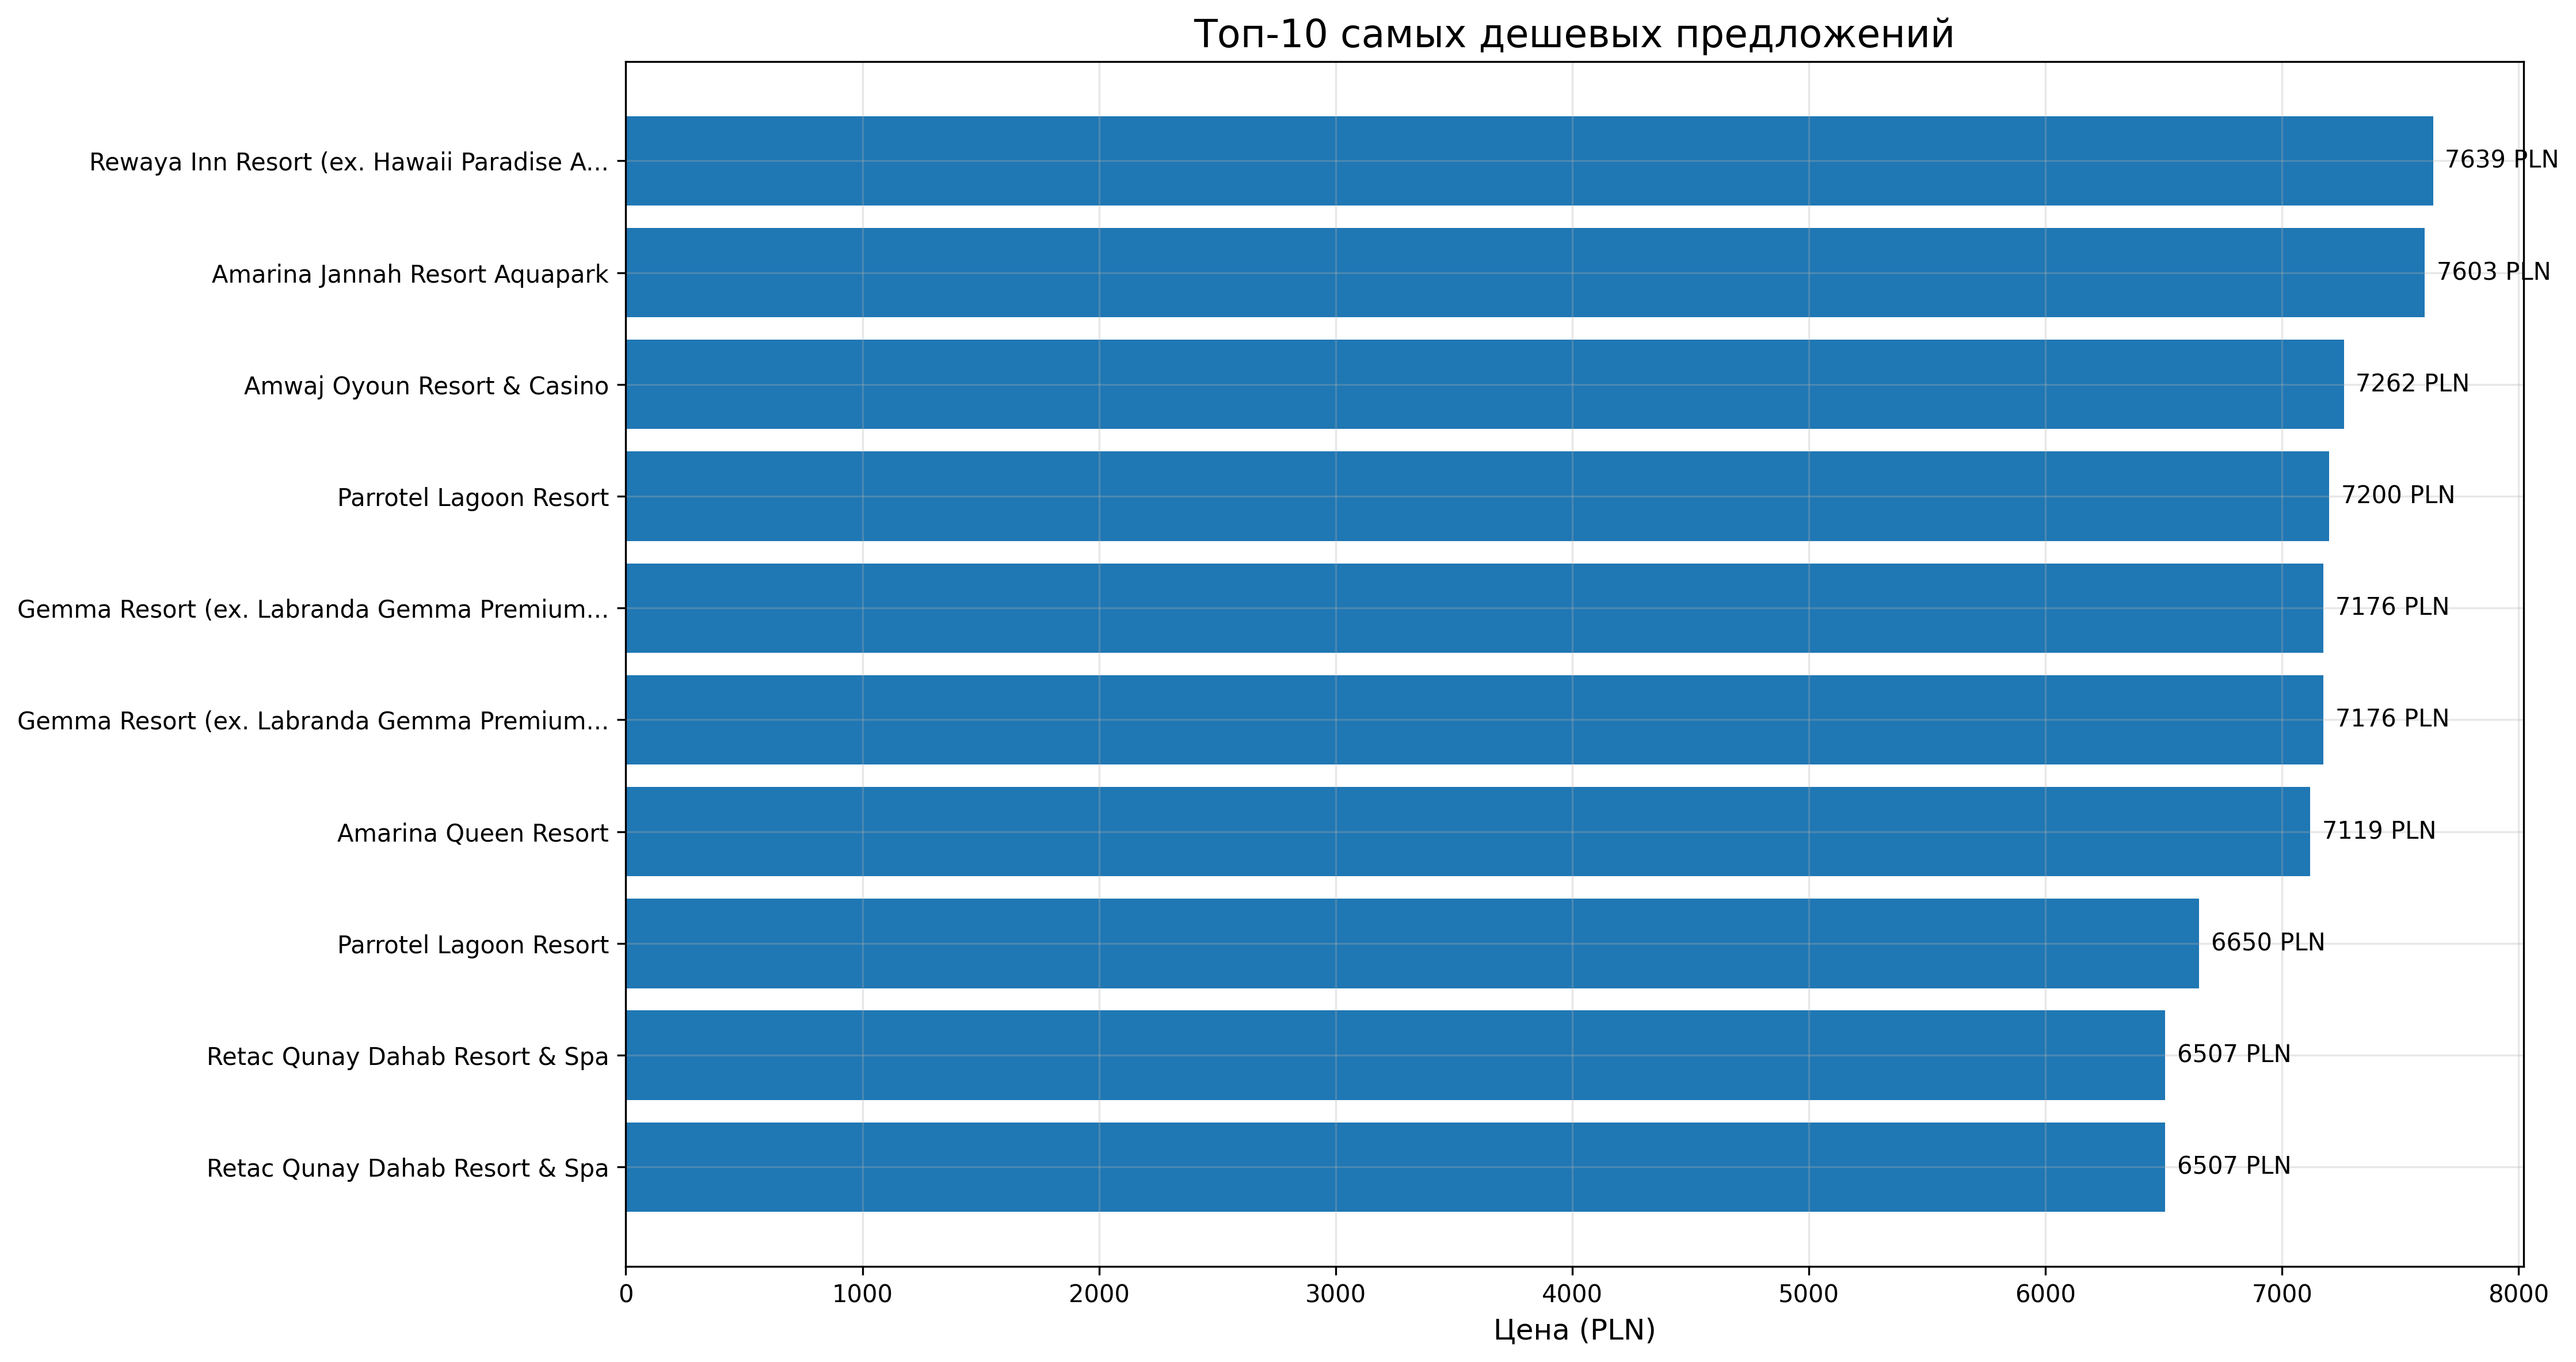 Топ-10 самых дешевых предложений
Rewaya Inn Resort (ex. Hawaii Paradise A... 7639 PLN
Amarina Jannah Resort Aquapark 7603 PLN
Amwaj Oyoun Resort & Casino 7262 PLN
Parrotel Lagoon Resort 7200 PLN
Gemma Resort (ex. Labranda Gemma Premium... 7176 PLN
Gemma Resort (ex. Labranda Gemma Premium... 7176 PLN
Amarina Queen Resort 7119 PLN
Parrotel Lagoon Resort 6650 PLN
Retac Qunay Dahab Resort & Spa 6507 PLN
Retac Qunay Dahab Resort & Spa 6507 PLN
0 1000 2000 3000 4000 5000 6000 7000 8000
Цена (PLN)